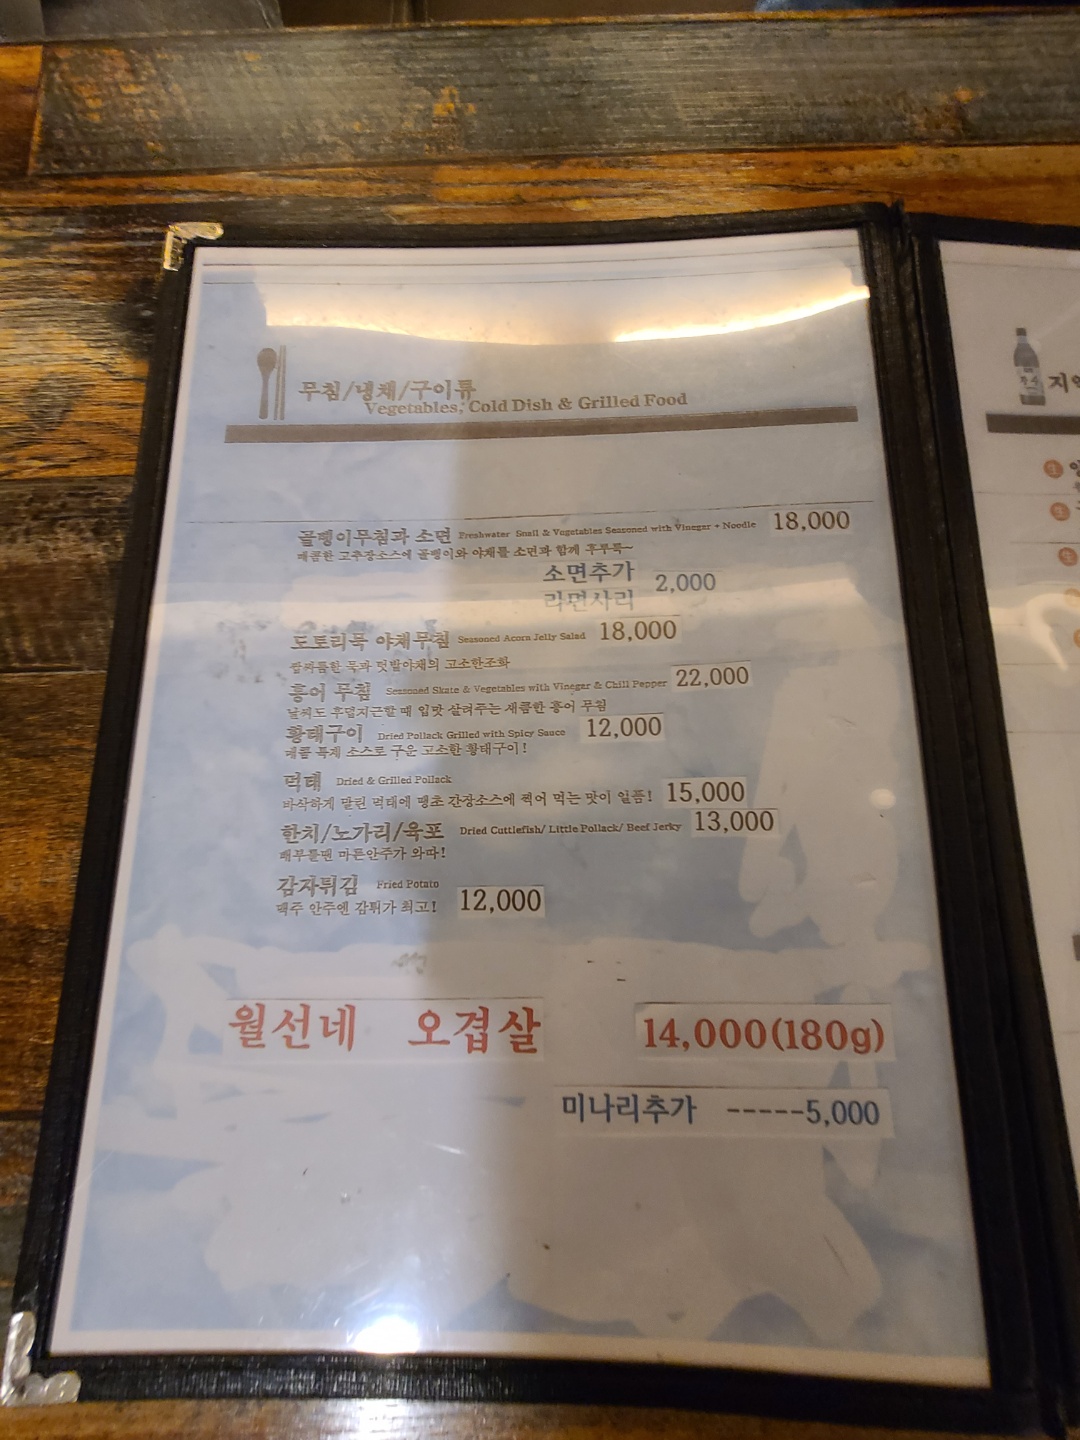 무침/냉채/구이류
Vegetables, Cold Dish & Grilled Food
골뱅이무침과 소면 Freshwater Snail & Vegetables Seasoned with Vinegar + Noodle 18,000
매콤한 고추장소스에 골뱅이와 야채를 소면과 함께 후루룩~
소면추가 2,000
라면사리
도토리묵 야채무침 Seasoned Acorn Jelly Salad 18,000
쌉싸름한 묵과 텃밭야채의 고소한조화
홍어 무침 Seasoned Skate & Vegetables with Vinegar & Chill Pepper 22,000
날씨도 후덥지근할 때 입맛 살려주는 새콤한 홍어 무침
황태구이 Dried Pollack Grilled with Spicy Sauce 12,000
매콤 특제 소스로 구운 고소한 황태구이!
먹태 Dried & Grilled Pollack
바삭하게 말린 먹태에 땡초 간장소스에 찍어 먹는 맛이 일품! 15,000
한치/노가리/육포 Dried Cuttlefish/ Little Pollack/ Beef Jerky 13,000
배부를땐 마른안주가 와따!
감자튀김 Fried Potato
맥주 안주엔 감튀가 최고! 12,000
월선네 오겹살 14,000(180g)
미나리추가 -----5,000
지역